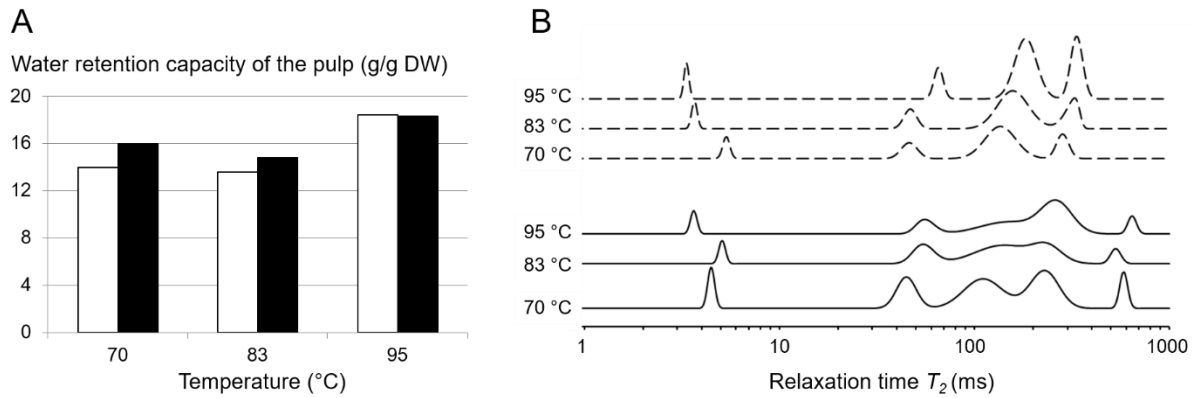 A
Water retention capacity of the pulp (g/g DW)
20
16
12
8
4
0
70 83 95
Temperature (°C)
B
95 °C
83 °C
70 °C
95 °C
83 °C
70 °C
1 10 100 1000
Relaxation time T2 (ms)